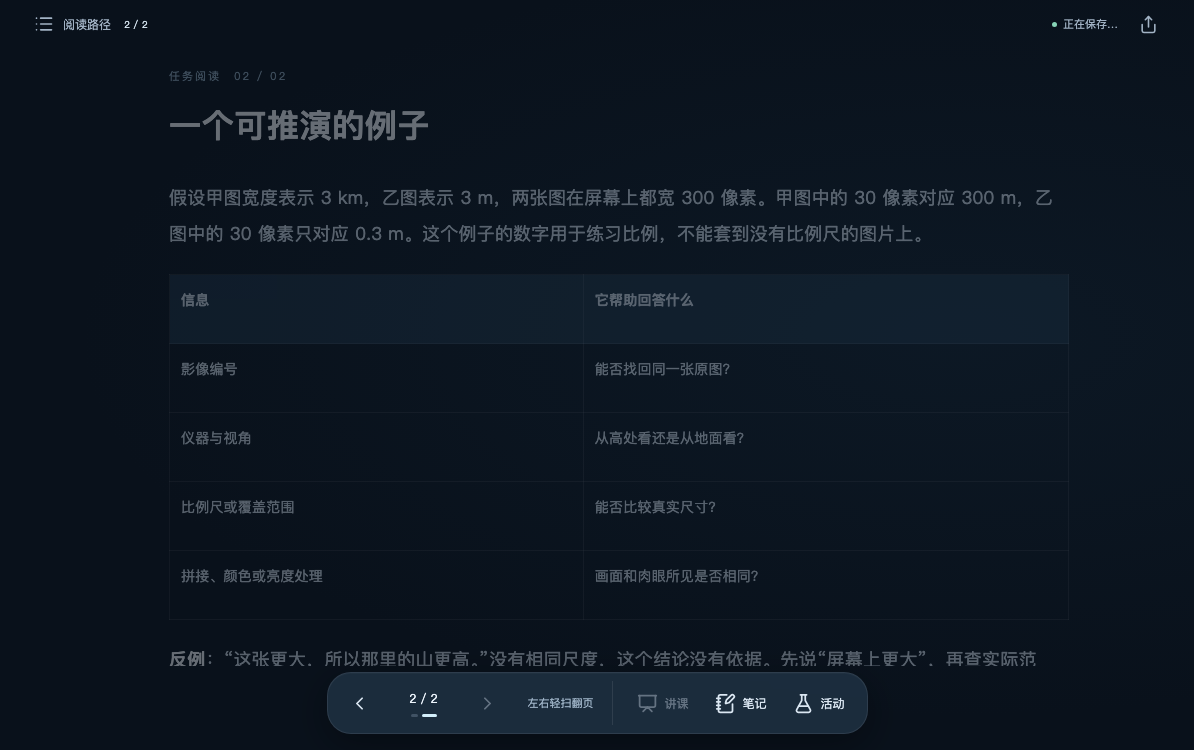 阅读路径 2 / 2
正在保存...
任务阅读 02 / 02
一个可推演的例子
假设甲图宽度表示 3 km，乙图表示 3 m，两张图在屏幕上都宽 300 像素。甲图中的 30 像素对应 300 m，乙
图中的 30 像素只对应 0.3 m。这个例子的数字用于练习比例，不能套到没有比例尺的图片上。
信息 它帮助回答什么
影像编号 能否找回同一张原图？
仪器与视角 从高处看还是从地面看？
比例尺或覆盖范围 能否比较真实尺寸？
拼接、颜色或亮度处理 画面和肉眼所见是否相同？
反例：“这张更大，所以那里的山更高。”没有相同尺度，这个结论没有依据。先说“屏幕上更大”，再查实际范
2 / 2 左右轻扫翻页 讲课 笔记 活动